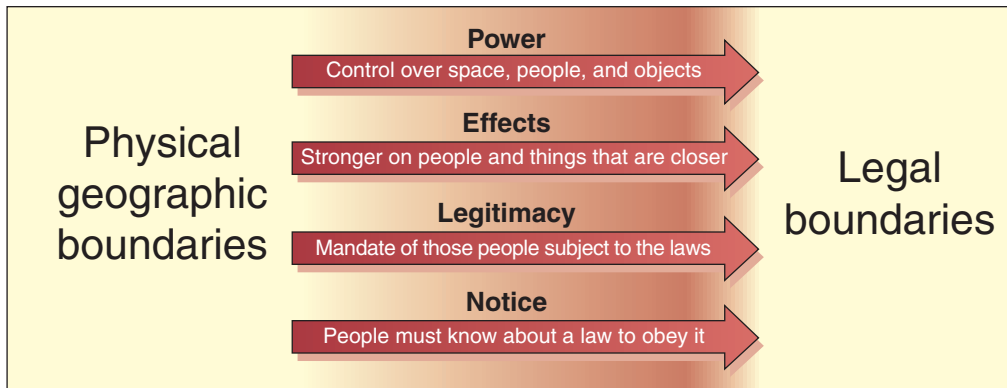 Physical
geographic
boundaries
Power
Control over space, people, and objects
Effects
Stronger on people and things that are closer
Legitimacy
Mandate of those people subject to the laws
Notice
People must know about a law to obey it
Legal
boundaries